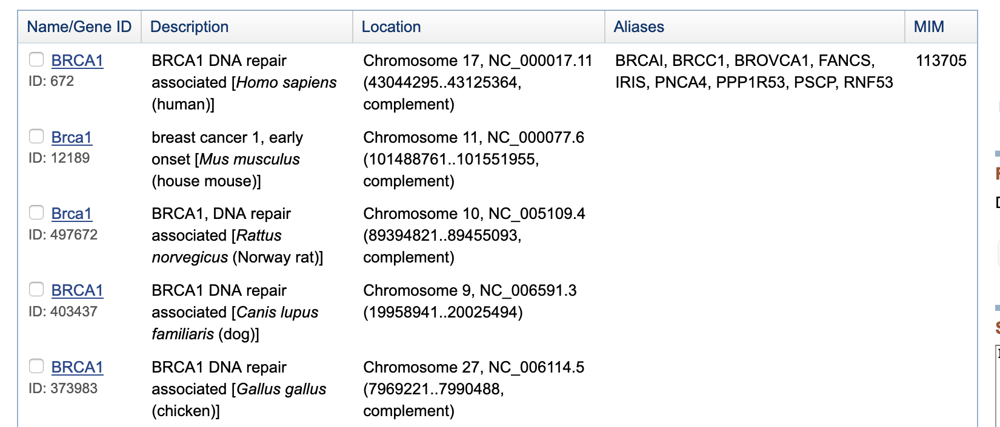 Name/Gene ID Description Location Aliases MIM
BRCA1 BRCA1 DNA repair Chromosome 17, NC_000017.11 BRCAI, BRCC1, BROVCA1, FANCS, 113705
ID: 672 associated [Homo sapiens (43044295..43125364, IRIS, PNCA4, PPP1R53, PSCP, RNF53
(human)] complement)
Brca1 breast cancer 1, early Chromosome 11, NC_000077.6
ID: 12189 onset [Mus musculus (101488761..101551955,
(house mouse)] complement)
Brca1 BRCA1, DNA repair Chromosome 10, NC_005109.4
ID: 497672 associated [Rattus (89394821..89455093,
norvegicus (Norway rat)] complement)
BRCA1 BRCA1 DNA repair Chromosome 9, NC_006591.3
ID: 403437 associated [Canis lupus (19958941..20025494)
familiaris (dog)]
BRCA1 BRCA1 DNA repair Chromosome 27, NC_006114.5
ID: 373983 associated [Gallus gallus (7969221..7990488,
(chicken)] complement)